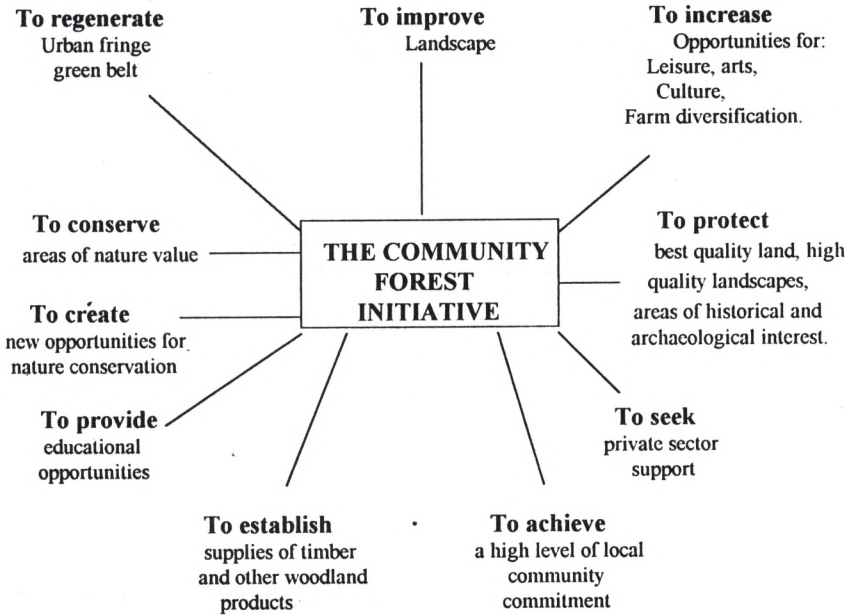 To regenerate
Urban fringe
green belt
To improve
Landscape
To increase
Opportunities for:
Leisure, arts,
Culture,
Farm diversification.
To conserve
areas of nature value
THE COMMUNITY
FOREST
INITIATIVE
To protect
best quality land, high
quality landscapes,
areas of historical and
archaeological interest.
To create
new opportunities for
nature conservation
To provide
educational
opportunities
To seek
private sector
support
To establish
supplies of timber
and other woodland
products
To achieve
a high level of local
community
commitment